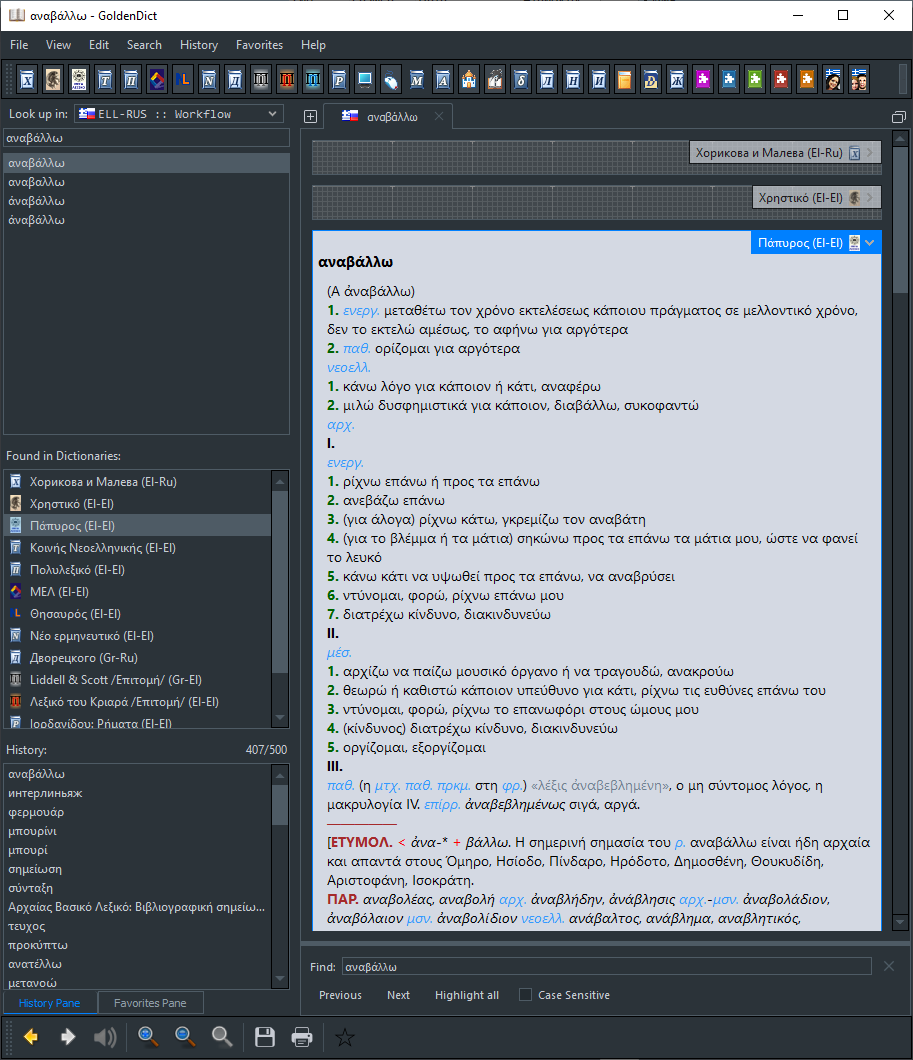 αναβάλλω - GoldenDict
File View Edit Search History Favorites Help
Look up in: ELL-RUS :: Workflow
αναβάλλω
αναβάλλω
αναβαλλω
άναβάλλω
ἀναβάλλω
Found in Dictionaries:
Хорикова и Малева (El-Ru)
Χρηστικό (El-El)
Πάπυρος (El-El)
Κοινής Νεοελληνικής (El-El)
Πολυλεξικό (El-El)
ΜΕΛ (El-El)
Θησαυρός (El-El)
Νέο ερμηνευτικό (El-El)
Дворецкого (Gr-Ru)
Liddell & Scott /Επιτομή/ (Gr-El)
Λεξικό του Κριαρά /Επιτομή/ (El-El)
Ιορδανίδου: Ρήματα (El-El)
History: 407/500
αναβάλλω
интерлиньяж
φερμουάρ
μπουρίνι
μπουρί
σημείωση
σύνταξη
Αρχαίας Βασικό Λεξικό: Βιβλιογραφική σημείω...
τευχος
προκύπτω
ανατέλλω
μετανοώ
History Pane Favorites Pane
αναβάλλω
Хорикова и Малева (El-Ru)
Χρηστικό (El-El)
Πάπυρος (El-El)
αναβάλλω
(Α ἀναβάλλω)
1. ενεργ. μεταθέτω τον χρόνο εκτελέσεως κάποιου πράγματος σε μελλοντικό χρόνο,
δεν το εκτελώ αμέσως, το αφήνω για αργότερα
2. παθ. ορίζομαι για αργότερα
νεοελλ.
1. κάνω λόγο για κάποιον ή κάτι, αναφέρω
2. μιλώ δυσφημιστικά για κάποιον, διαβάλλω, συκοφαντώ
αρχ.
I.
ενεργ.
1. ρίχνω επάνω ή προς τα επάνω
2. ανεβάζω επάνω
3. (για άλογα) ρίχνω κάτω, γκρεμίζω τον αναβάτη
4. (για το βλέμμα ή τα μάτια) σηκώνω προς τα επάνω τα μάτια μου, ώστε να φανεί
το λευκό
5. κάνω κάτι να υψωθεί προς τα επάνω, να αναβρύσει
6. ντύνομαι, φορώ, ρίχνω επάνω μου
7. διατρέχω κίνδυνο, διακινδυνεύω
II.
μέσ.
1. αρχίζω να παίζω μουσικό όργανο ή να τραγουδώ, ανακρούω
2. θεωρώ ή καθιστώ κάποιον υπεύθυνο για κάτι, ρίχνω τις ευθύνες επάνω του
3. ντύνομαι, φορώ, ρίχνω το επανωφόρι στους ώμους μου
4. (κίνδυνος) διατρέχω κίνδυνο, διακινδυνεύω
5. οργίζομαι, εξοργίζομαι
III.
παθ. (η μτχ. παθ. πρκμ. στη φρ.) «λέξις ἀναβεβλημένη», ο μη σύντομος λόγος, η
μακρυλογία IV. επίρρ. ἀναβεβλημένως σιγά, αργά.
[ΕΤΥΜΟΛ. < ἀνα-* + βάλλω. Η σημερινή σημασία του ρ. αναβάλλω είναι ήδη αρχαία
και απαντά στους Όμηρο, Ησίοδο, Πίνδαρο, Ηρόδοτο, Δημοσθένη, Θουκυδίδη,
Αριστοφάνη, Ισοκράτη.
ΠΑΡ. αναβολέας, αναβολή αρχ. ἀναβλήδην, ἀνάβλησις αρχ.-μσν. ἀναβολάδιον,
ἀναβόλαιον μσν. ἀναβολίδιον νεοελλ. ανάβαλτος, ανάβλημα, αναβλητικός,
Find: αναβάλλω
Previous Next Highlight all Case Sensitive